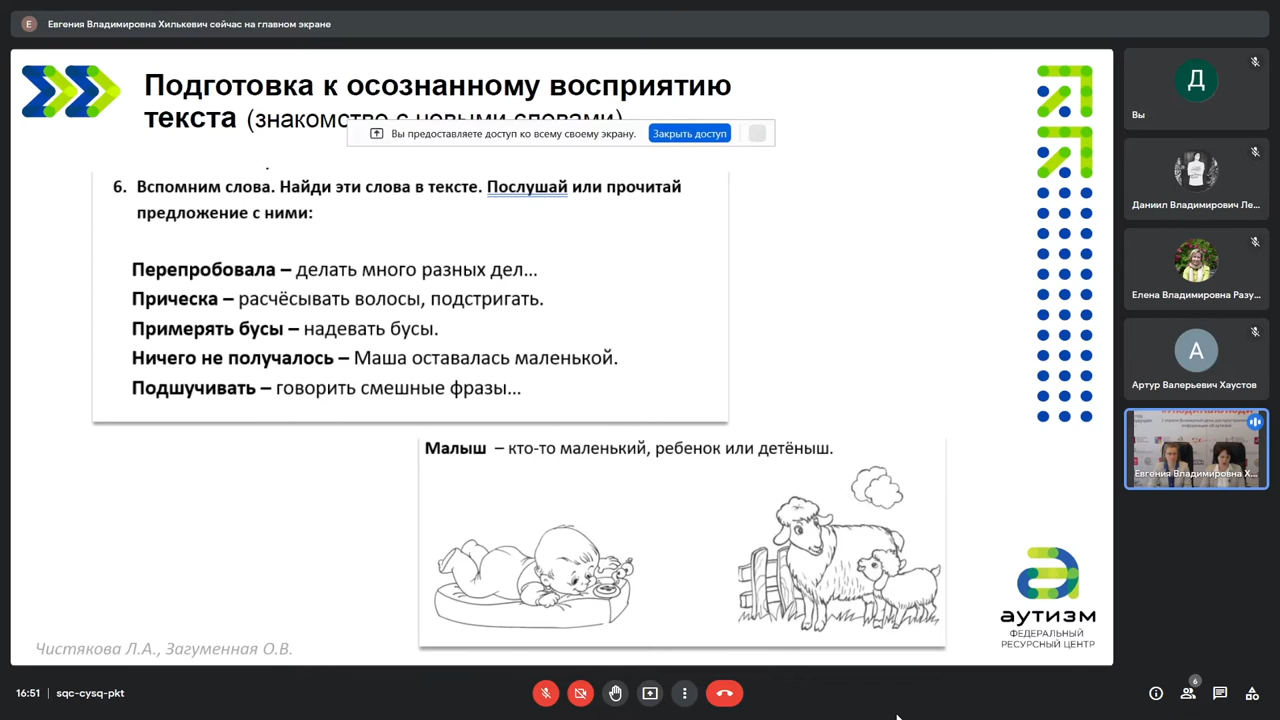 E Евгения Владимировна Хилькевич сейчас на главном экране
Подготовка к осознанному восприятию
текста (знакомство с новыми словами)
Вы предоставляете доступ ко всему своему экрану. Закрыть доступ
6. Вспомним слова. Найди эти слова в тексте. Послушай или прочитай
предложение с ними:
Перепробовала – делать много разных дел...
Прическа – расчёсывать волосы, подстригать.
Примерять бусы – надевать бусы.
Ничего не получалось – Маша оставалась маленькой.
Подшучивать – говорить смешные фразы...
Малыш – кто-то маленький, ребенок или детёныш.
Чистякова Л.А., Загуменная О.В.
аутизм
ФЕДЕРАЛЬНЫЙ
РЕСУРСНЫЙ ЦЕНТР
Д
Вы
Даниил Владимирович Ле...
Елена Владимировна Разу...
А
Артур Валерьевич Хаустов
Евгения Владимировна Х...
16:51 sqc-cysq-pkt
6